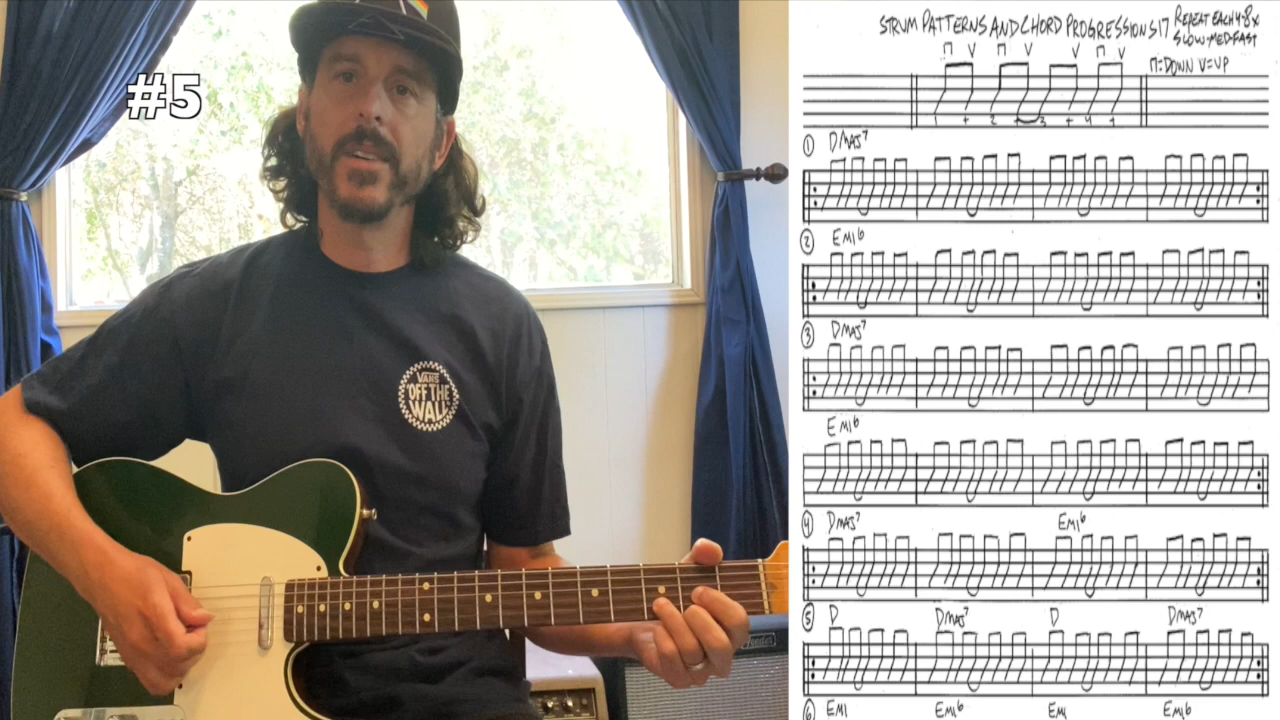 #5
VANS
"OFF THE
WALL"
Fender
STRUM PATTERNS AND CHORD PROGRESSIONS 17
REPEAT EACH 4-8x
SLOW-MED-FAST
⊓ V ⊓ V V ⊓ V
⊓=DOWN V=UP
1 + 2 + 3 + 4 +
① DMAJ7
② EMI6
③ DMAJ7
EMI6
④ DMAJ7 EMI6
⑤ D DMAJ7 D DMAJ7
⑥ EMI EMI6 EMI EMI6